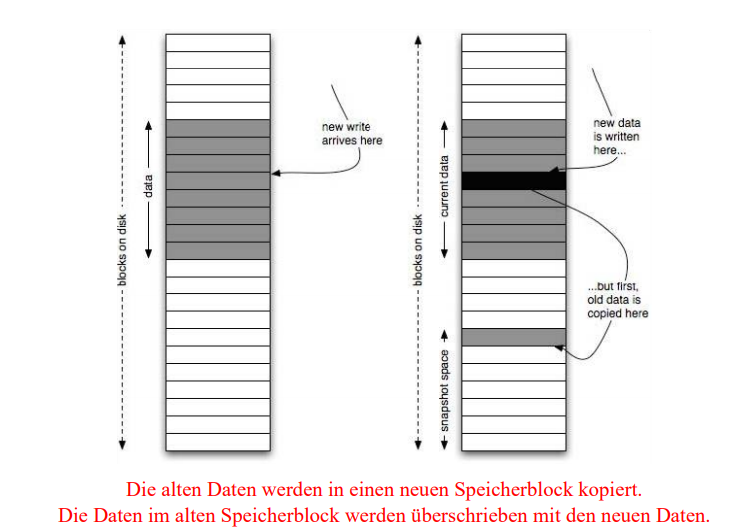 blocks on disk
data
new write
arrives here
blocks on disk
current data
snapshot space
new data
is written
here...
...but first,
old data is
copied here
Die alten Daten werden in einen neuen Speicherblock kopiert.
Die Daten im alten Speicherblock werden überschrieben mit den neuen Daten.